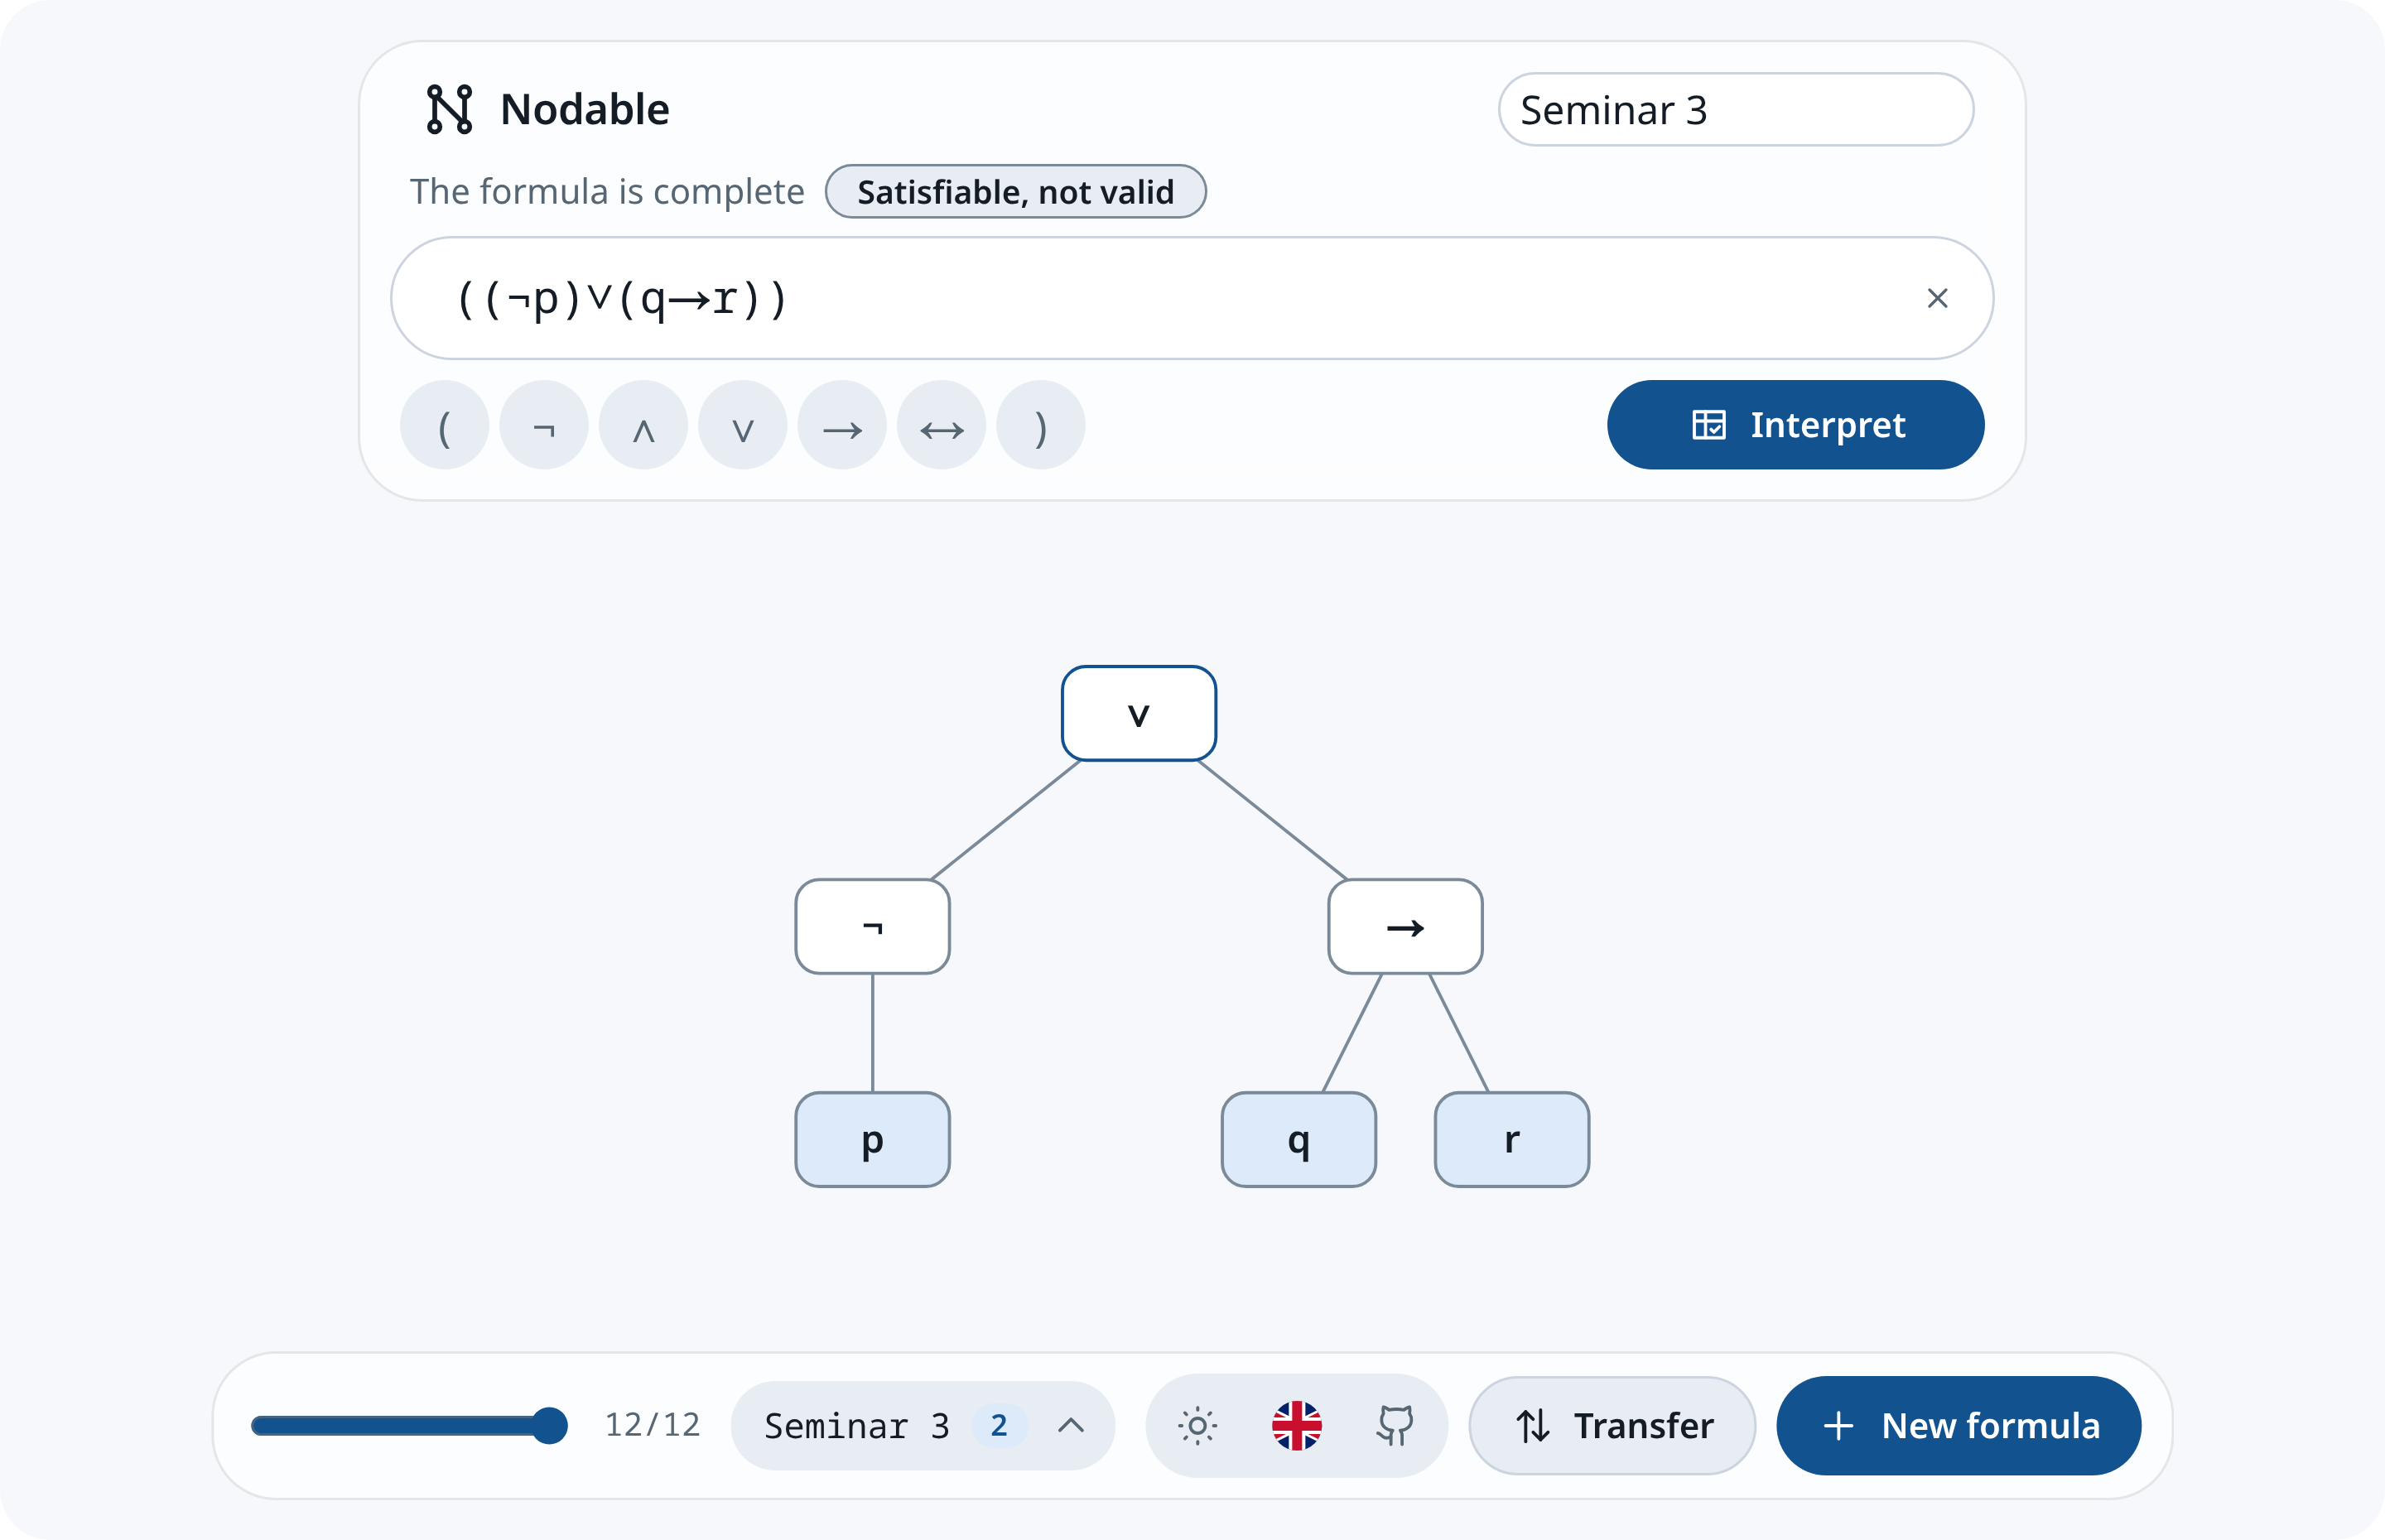 Nodable
Seminar 3
The formula is complete
Satisfiable, not valid
((¬p)∨(q→r))
( ¬ ∧ ∨ → ↔ )
Interpret
∨
¬ →
p q r
12/12
Seminar 3 2
Transfer
New formula